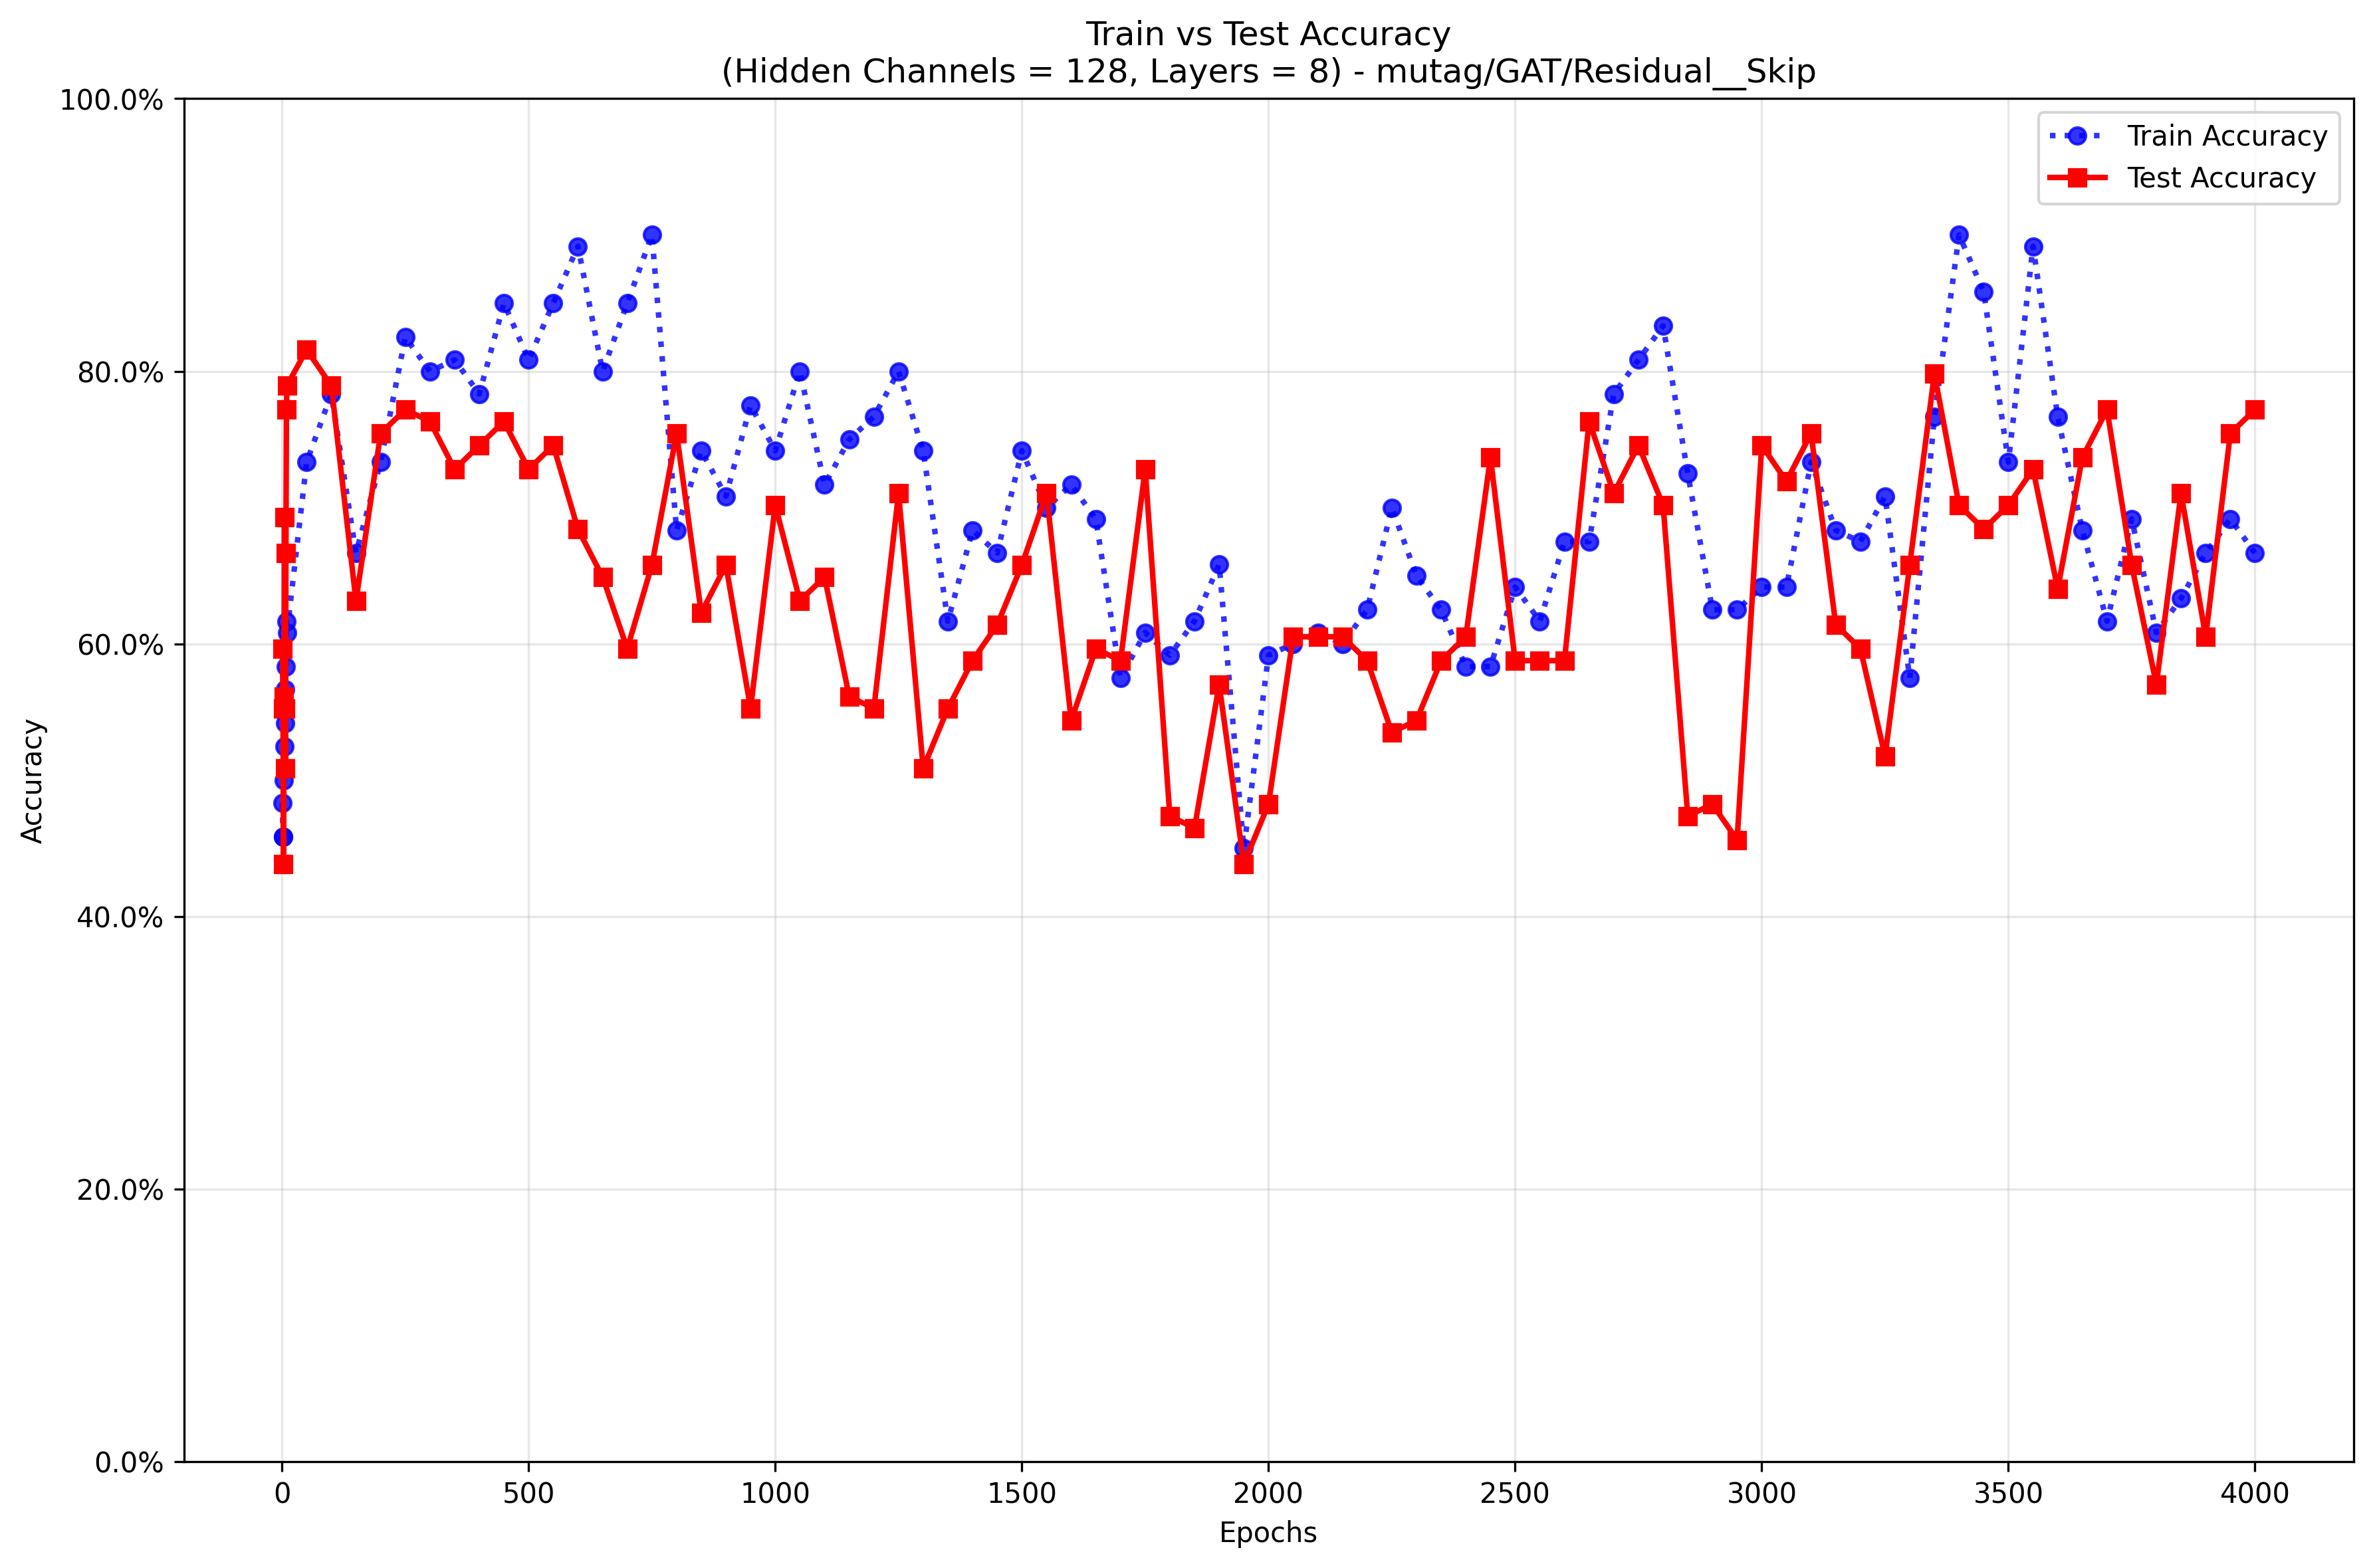 Train vs Test Accuracy
(Hidden Channels = 128, Layers = 8) - mutag/GAT/Residual__Skip
100.0%
80.0%
60.0%
40.0%
20.0%
0.0%
Accuracy
Train Accuracy
Test Accuracy
0 500 1000 1500 2000 2500 3000 3500 4000
Epochs